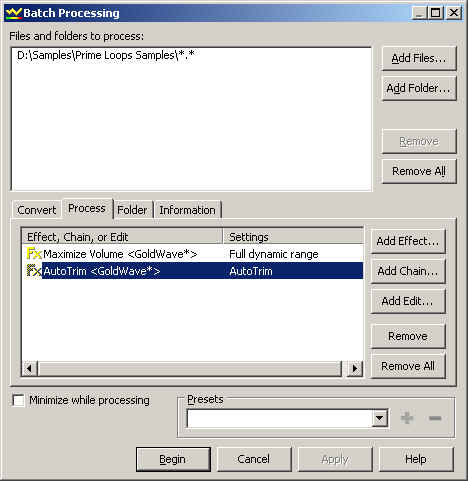 Batch Processing
Files and folders to process:
D:\Samples\Prime Loops Samples\*.*
Add Files...
Add Folder...
Remove
Remove All
Convert Process Folder Information
Effect, Chain, or Edit Settings
Fx Maximize Volume <GoldWave*> Full dynamic range
Fx AutoTrim <GoldWave*> AutoTrim
Add Effect...
Add Chain...
Add Edit...
Remove
Remove All
Minimize while processing
Presets
Begin Cancel Apply Help